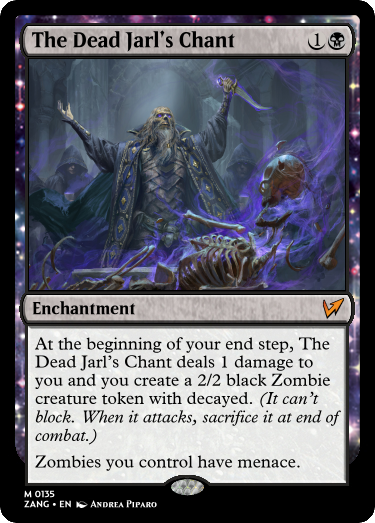 The Dead Jarl's Chant 1
Enchantment
At the beginning of your end step, The
Dead Jarl's Chant deals 1 damage to
you and you create a 2/2 black Zombie
creature token with decayed. (It can't
block. When it attacks, sacrifice it at end of
combat.)
Zombies you control have menace.
M 0135
ZANG • EN Andrea Piparo